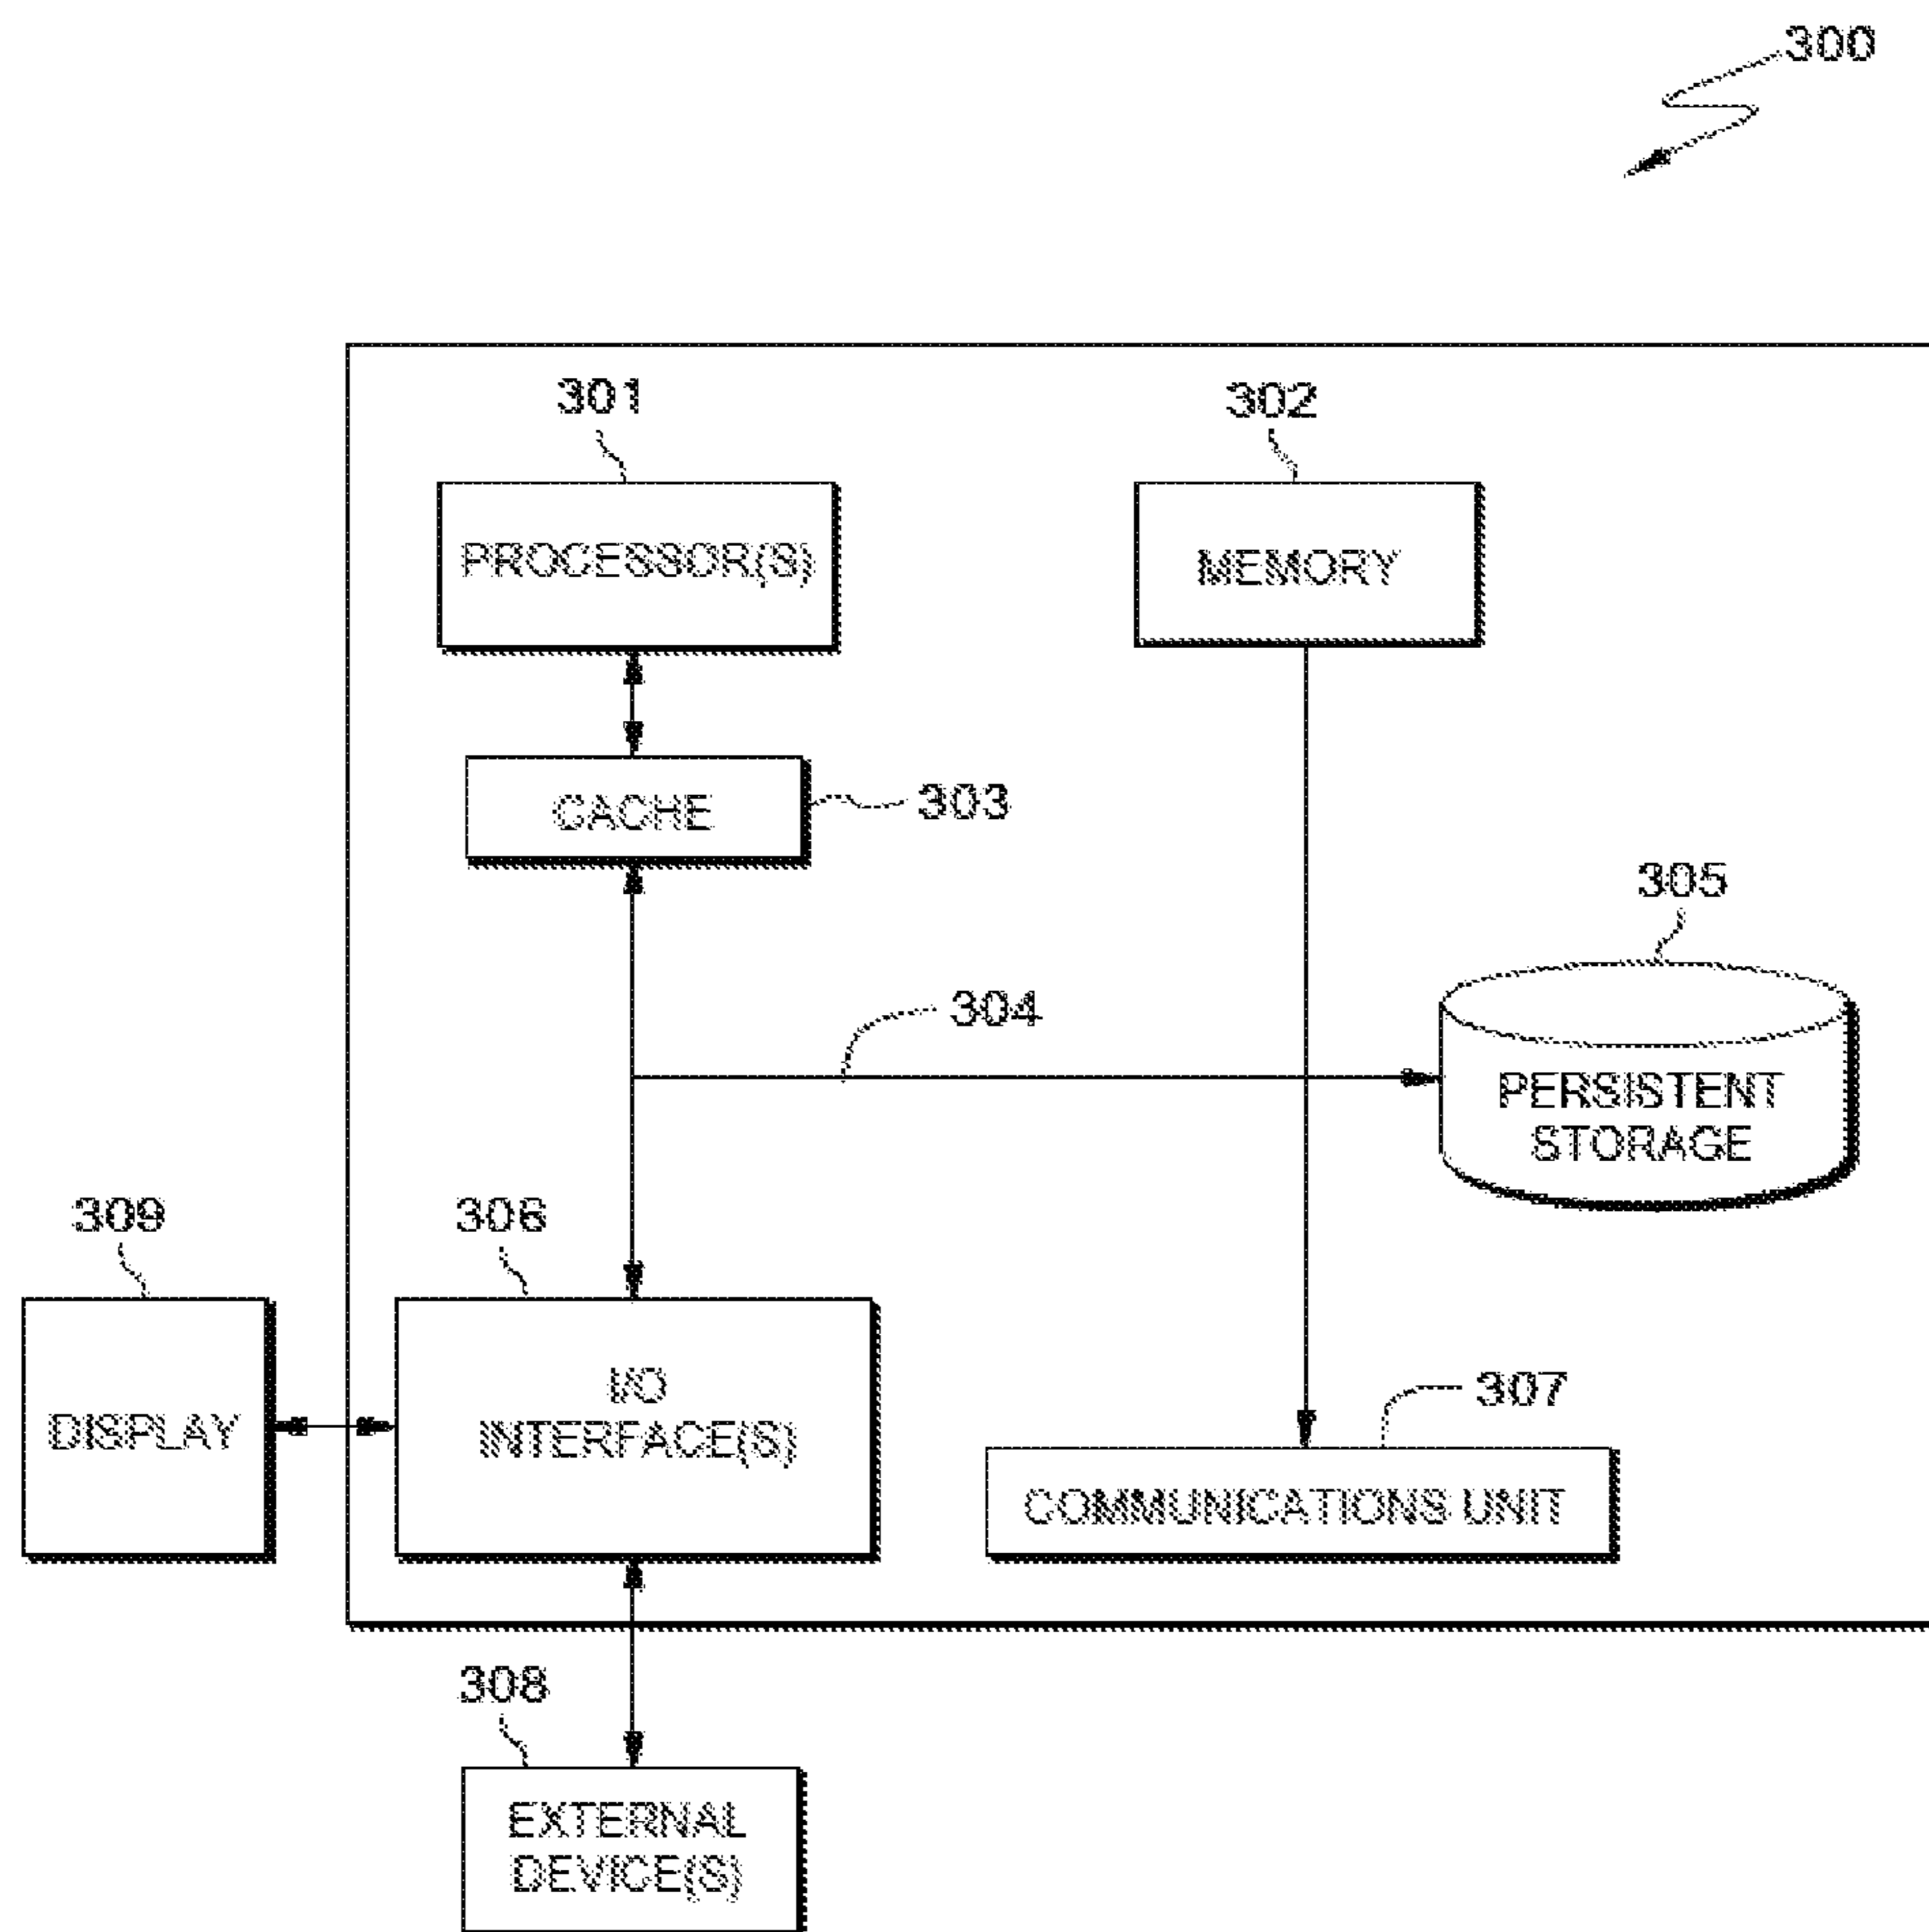 300
301
302
PROCESSOR(S)
MEMORY
CACHE
303
305
304
PERSISTENT
STORAGE
309
306
I/O
INTERFACE(S)
DISPLAY
307
COMMUNICATIONS UNIT
308
EXTERNAL
DEVICE(S)